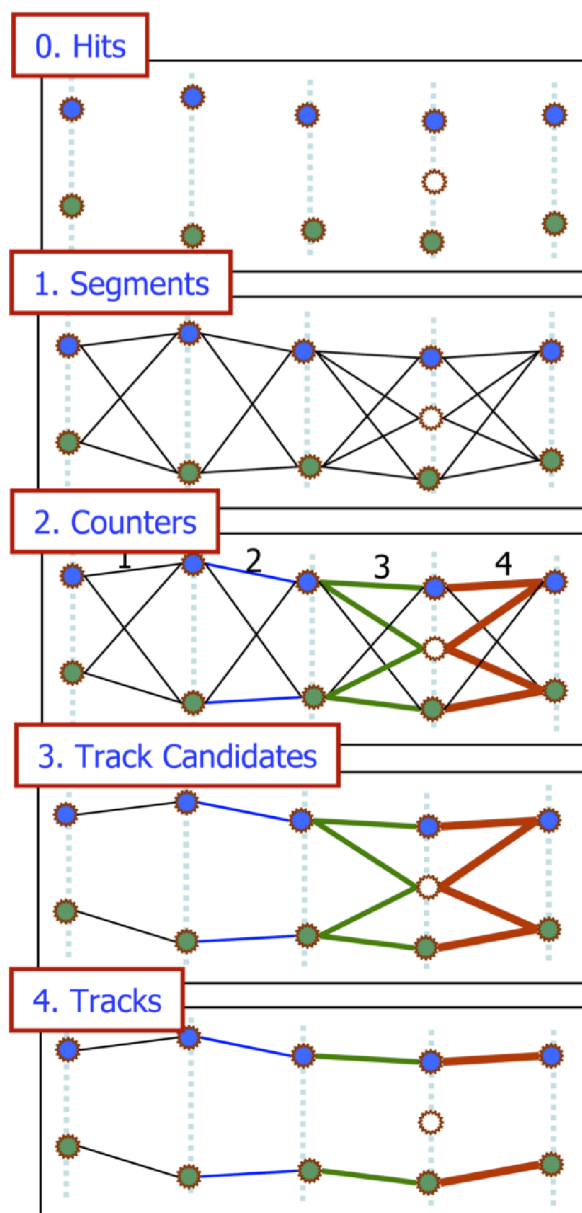 0. Hits
1. Segments
2. Counters
1 2 3 4
3. Track Candidates
4. Tracks